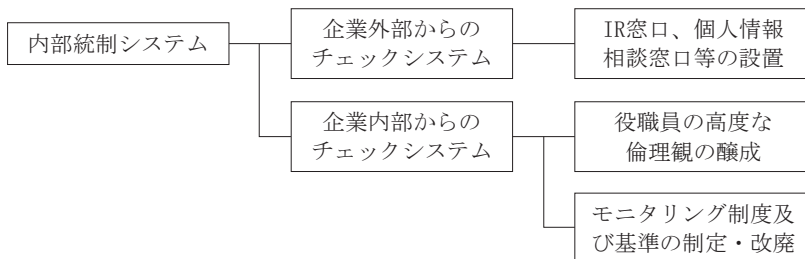 内部統制システム
企業外部からの
チェックシステム
IR窓口、個人情報
相談窓口等の設置
企業内部からの
チェックシステム
役職員の高度な
倫理観の醸成
モニタリング制度及
び基準の制定・改廃